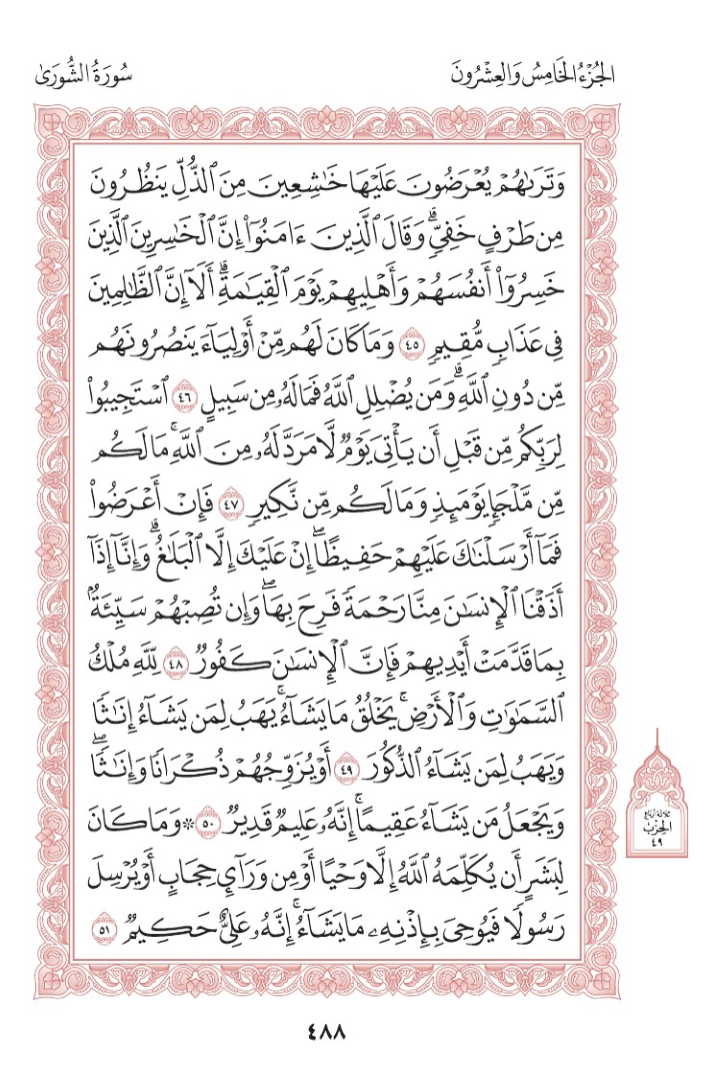 سُورَةُ الشُّورَىٰ
الجُزْءُ الخَامِسُ وَالعِشْرُونَ
وَتَرَىٰهُمْ يُعْرَضُونَ عَلَيْهَا خَٰشِعِينَ مِنَ ٱلذُّلِّ يَنظُرُونَ
مِن طَرْفٍ خَفِيٍّۗ وَقَالَ ٱلَّذِينَ ءَامَنُوٓاْ إِنَّ ٱلْخَٰسِرِينَ ٱلَّذِينَ
خَسِرُوٓاْ أَنفُسَهُمْ وَأَهْلِيهِمْ يَوْمَ ٱلْقِيَٰمَةِۗ أَلَآ إِنَّ ٱلظَّٰلِمِينَ
فِي عَذَابٍ مُّقِيمٍ ٤٥ وَمَا كَانَ لَهُم مِّنْ أَوْلِيَآءَ يَنصُرُونَهُم
مِّن دُونِ ٱللَّهِۗ وَمَن يُضْلِلِ ٱللَّهُ فَمَا لَهُۥ مِن سَبِيلٍ ٤٦ ٱسْتَجِيبُواْ
لِرَبِّكُم مِّن قَبْلِ أَن يَأْتِيَ يَوْمٌ لَّا مَرَدَّ لَهُۥ مِنَ ٱللَّهِۚ مَا لَكُم
مِّن مَّلْجَإٍ يَوْمَئِذٍ وَمَا لَكُم مِّن نَّكِيرٍ ٤٧ فَإِنْ أَعْرَضُواْ
فَمَآ أَرْسَلْنَٰكَ عَلَيْهِمْ حَفِيظًاۖ إِنْ عَلَيْكَ إِلَّا ٱلْبَلَٰغُۗ وَإِنَّآ إِذَآ
أَذَقْنَا ٱلْإِنسَٰنَ مِنَّا رَحْمَةً فَرِحَ بِهَاۖ وَإِن تُصِبْهُمْ سَيِّئَةٌۢ
بِمَا قَدَّمَتْ أَيْدِيهِمْ فَإِنَّ ٱلْإِنسَٰنَ كَفُورٌ ٤٨ لِّلَّهِ مُلْكُ
ٱلسَّمَٰوَٰتِ وَٱلْأَرْضِۚ يَخْلُقُ مَا يَشَآءُۚ يَهَبُ لِمَن يَشَآءُ إِنَٰثًا
وَيَهَبُ لِمَن يَشَآءُ ٱلذُّكُورَ ٤٩ أَوْ يُزَوِّجُهُمْ ذُكْرَانًا وَإِنَٰثًاۖ
وَيَجْعَلُ مَن يَشَآءُ عَقِيمًاۚ إِنَّهُۥ عَلِيمٌ قَدِيرٌ ٥٠ ۞ وَمَا كَانَ
لِبَشَرٍ أَن يُكَلِّمَهُ ٱللَّهُ إِلَّا وَحْيًا أَوْ مِن وَرَآيِٕ حِجَابٍ أَوْ يُرْسِلَ
رَسُولًا فَيُوحِيَ بِإِذْنِهِۦ مَا يَشَآءُۚ إِنَّهُۥ عَلِيٌّ حَكِيمٌ ٥١
ثلاثة أرباع
الحِزْب
٤٩
٤٨٨